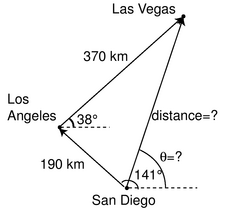 Las Vegas
370 km
Los
Angeles
38°
distance=?
190 km
θ=?
141°
San Diego